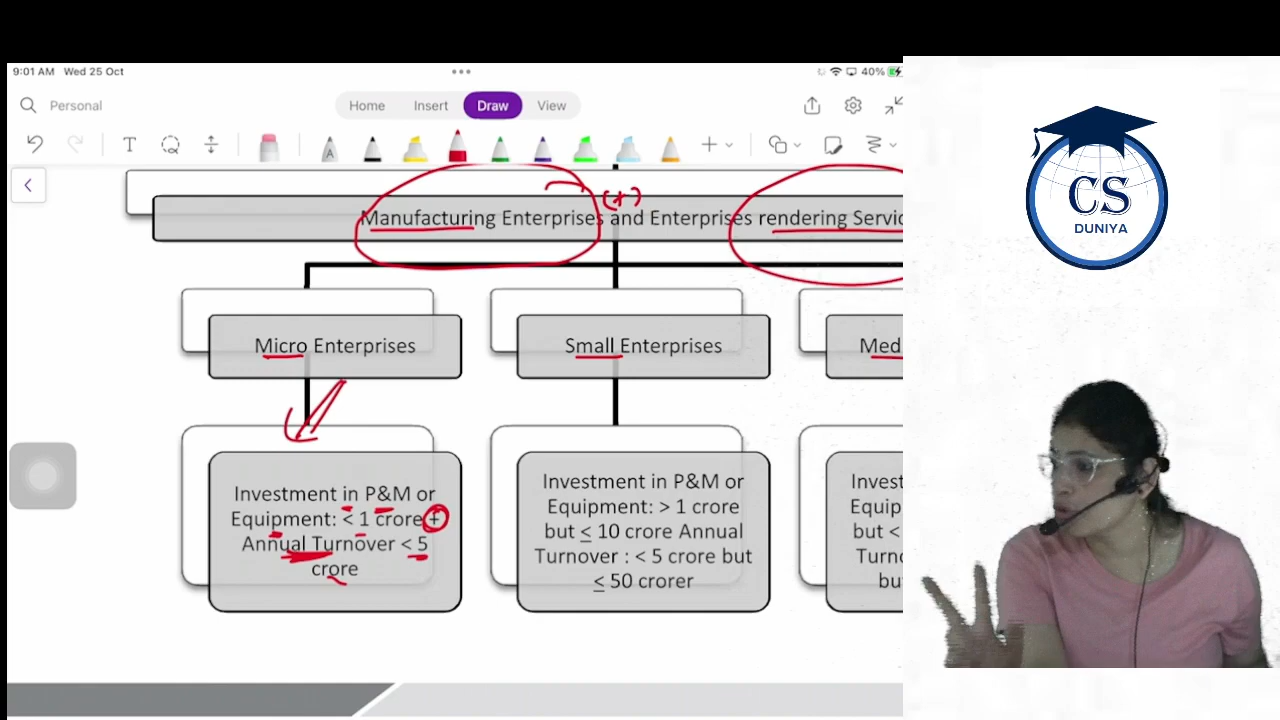 9:01 AM Wed 25 Oct
40%
Personal
Home Insert Draw View
T
A
(+)
Manufacturing Enterprises and Enterprises rendering Servic
Micro Enterprises
Small Enterprises
Med
Investment in P&M or
Equipment: < 1 crore +
Annual Turnover < 5
crore
Investment in P&M or
Equipment: > 1 crore
but ≤ 10 crore Annual
Turnover : < 5 crore but
≤ 50 crorer
Invest
Equip
but <
Turno
bu
CS
DUNIYA